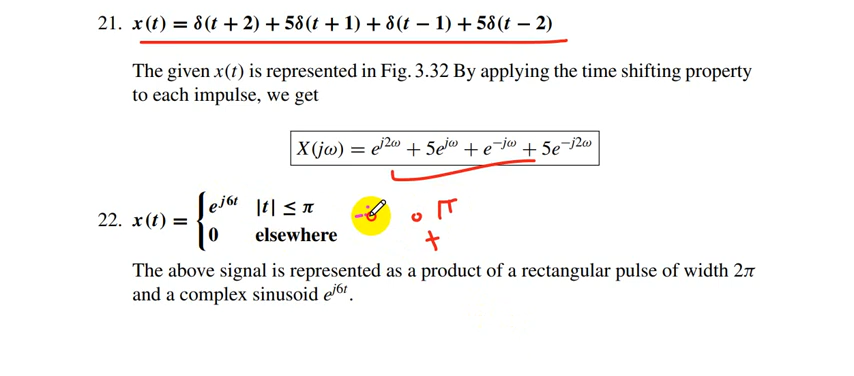 21. x(t) = δ(t + 2) + 5δ(t + 1) + δ(t − 1) + 5δ(t − 2)
The given x(t) is represented in Fig. 3.32 By applying the time shifting property
to each impulse, we get
X(jω) = e^{j2ω} + 5e^{jω} + e^{−jω} + 5e^{−j2ω}
22. x(t) = { e^{j6t} |t| ≤ π
0 elsewhere
0 π
+
The above signal is represented as a product of a rectangular pulse of width 2π
and a complex sinusoid e^{j6t}.